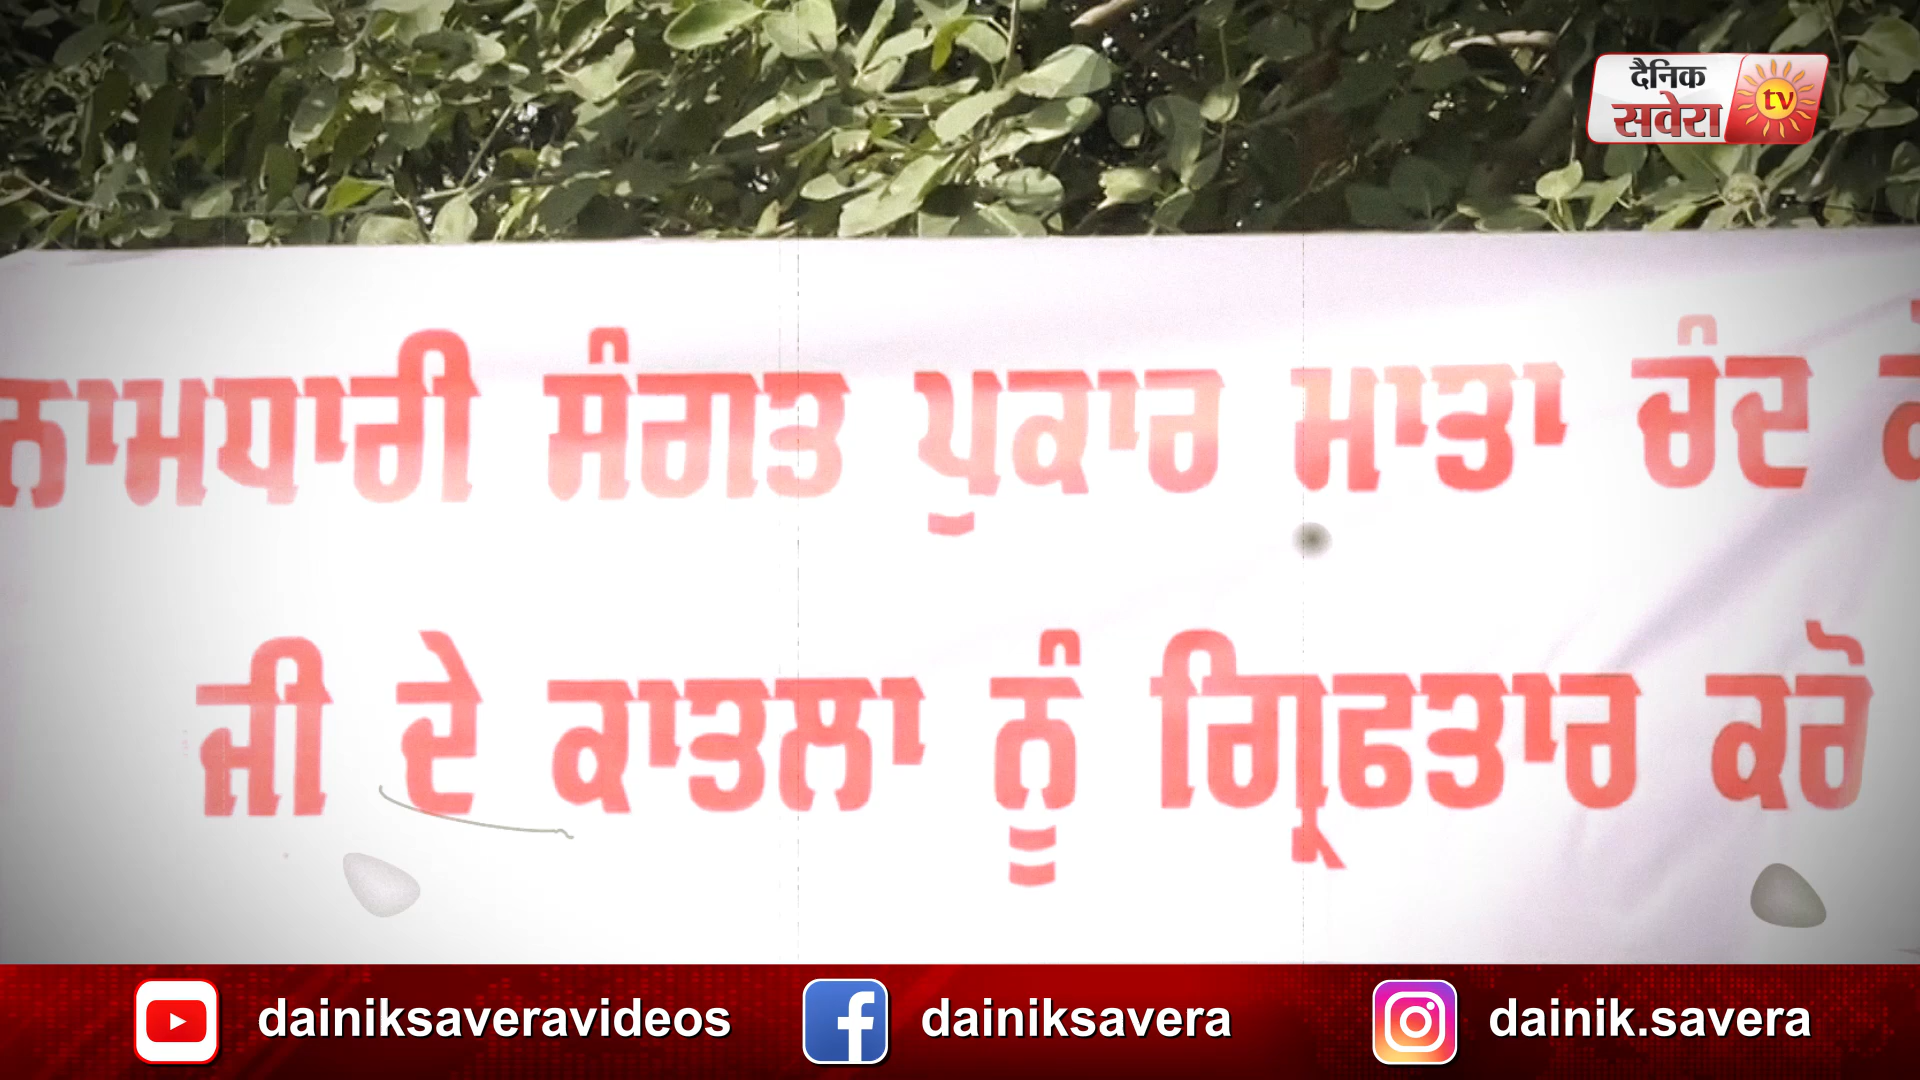 दैनिक
सवेरा tv
ਨਾਮਧਾਰੀ ਸੰਗਤ ਪੁਕਾਰ ਮਾਤਾ ਚੰਦ
ਜੀ ਦੇ ਕਾਤਲਾ ਨੂੰ ਗ੍ਰਿਫਤਾਰ ਕਰੋ
dainiksaveravideos dainiksavera dainik.savera